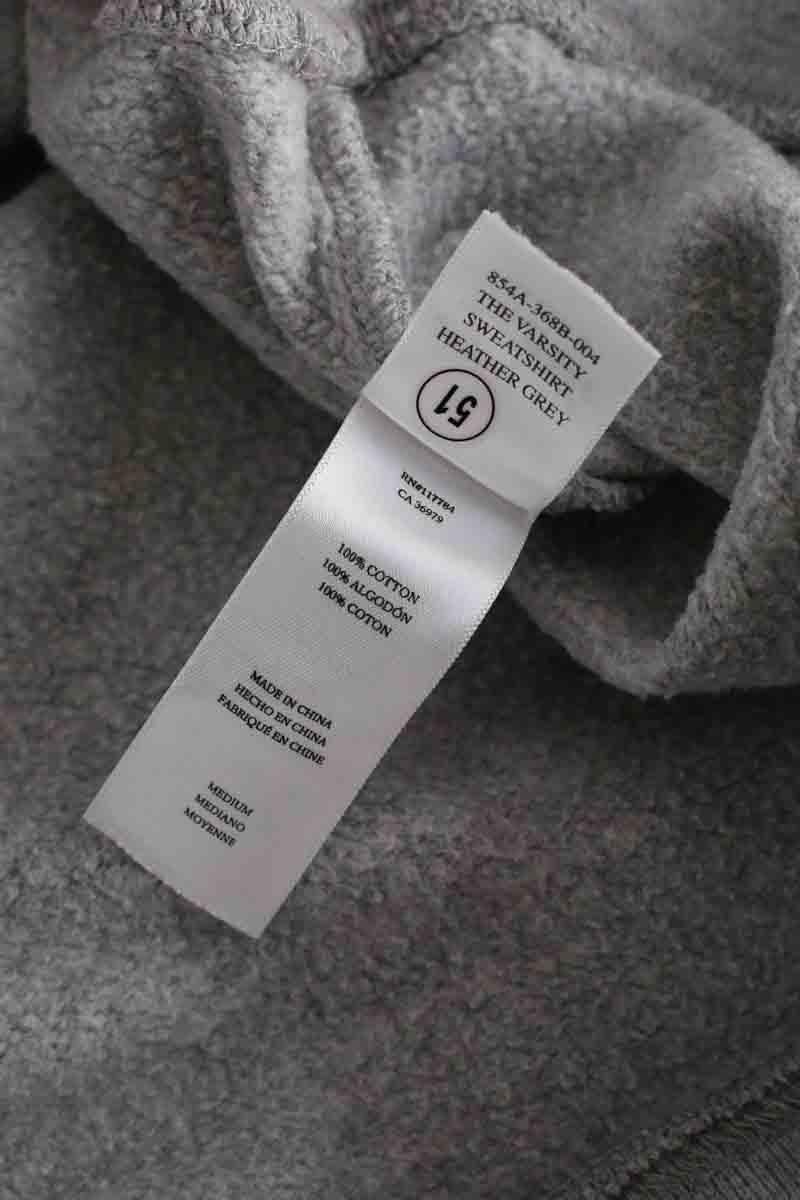 854A-368B-004
THE VARSITY
SWEATSHIRT
HEATHER GREY
51
RN#117784
CA 36979
100% COTTON
100% ALGODÓN
100% COTON
MADE IN CHINA
HECHO EN CHINA
FABRIQUÉ EN CHINE
MEDIUM
MEDIANO
MOYENNE